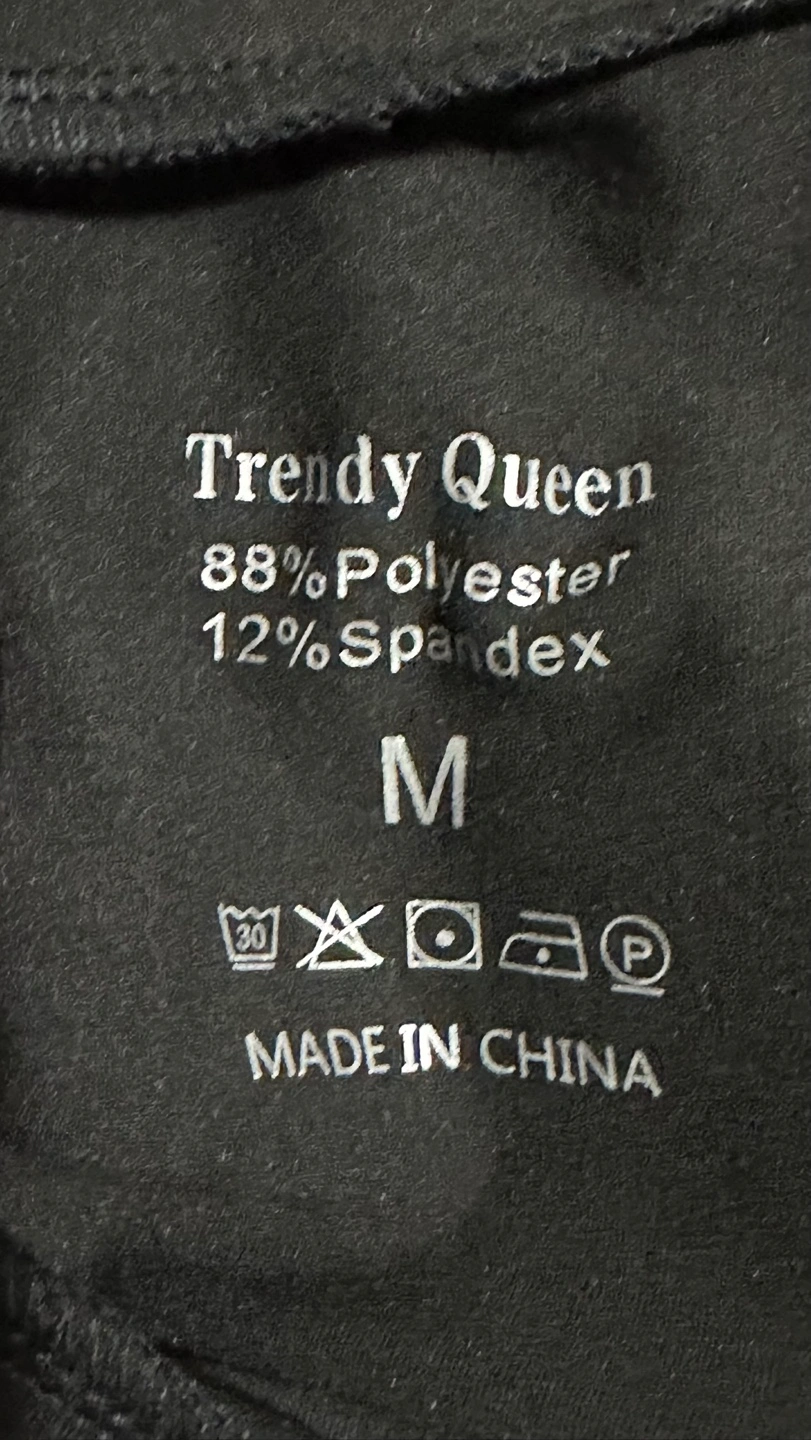 Trendy Queen
88%Polyester
12%Spandex
M
30 P
MADE IN CHINA